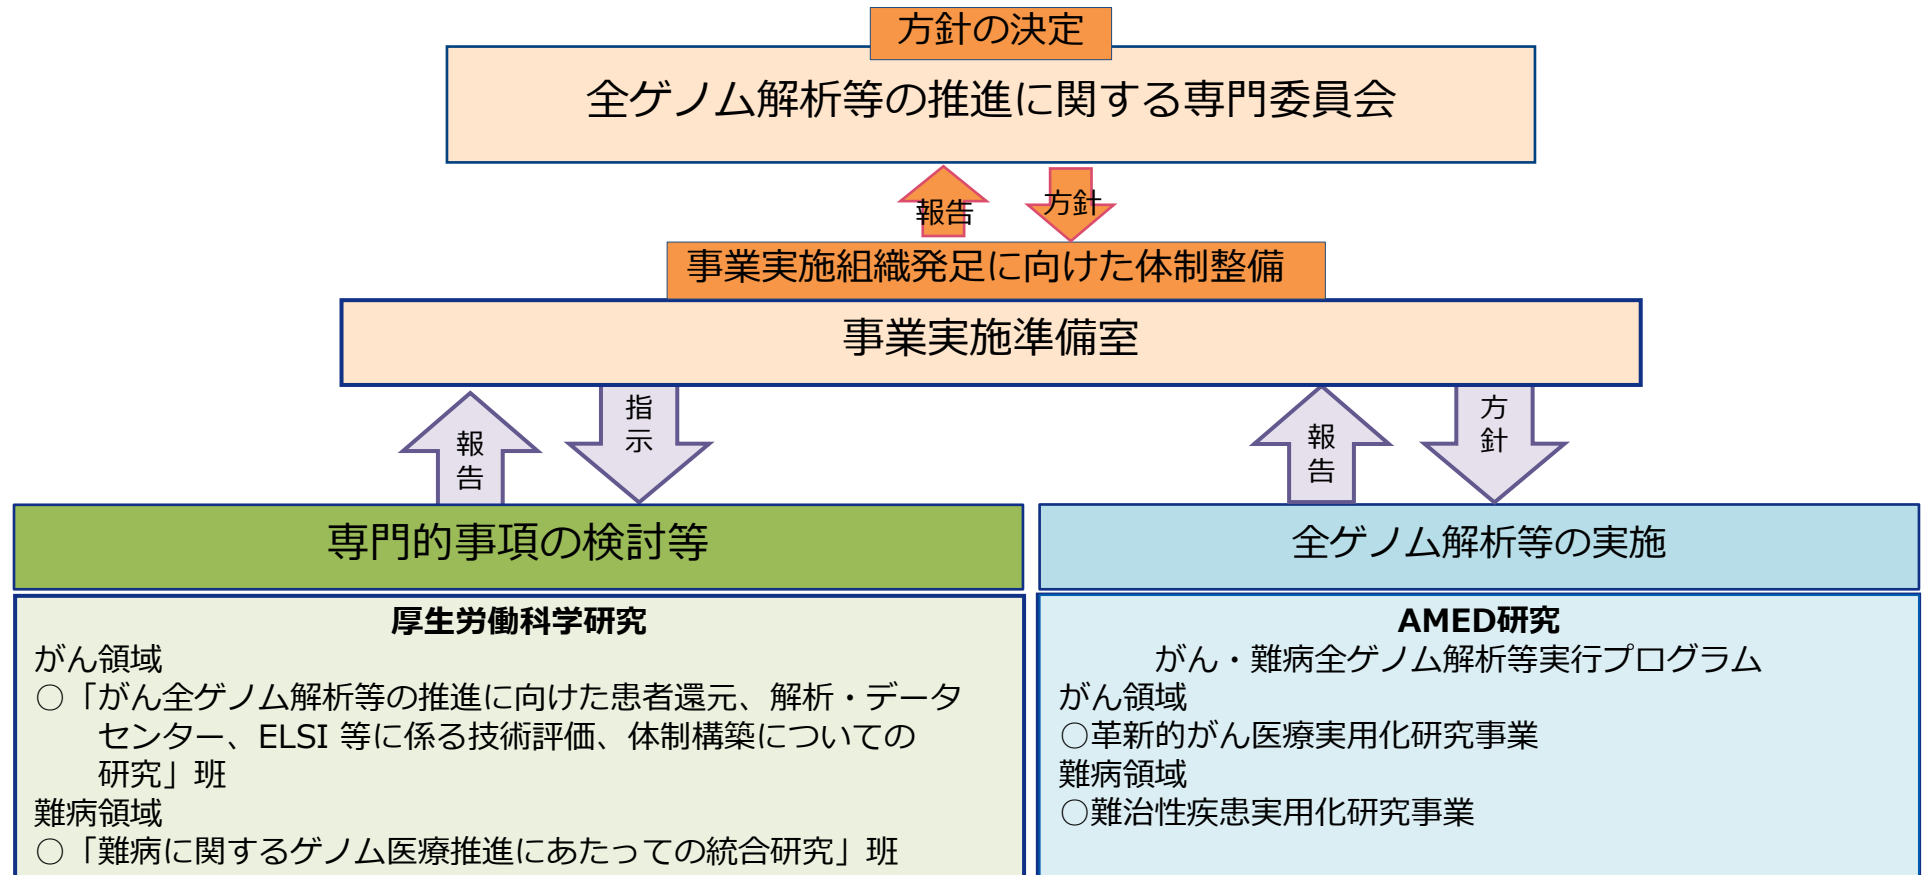 方針の決定
全ゲノム解析等の推進に関する専門委員会
報告
方針
事業実施組織発足に向けた体制整備
事業実施準備室
報告
指示
報告
方針
専門的事項の検討等
厚生労働科学研究
がん領域
○「がん全ゲノム解析等の推進に向けた患者還元、解析・データ
センター、ELSI 等に係る技術評価、体制構築についての
研究」班
難病領域
○「難病に関するゲノム医療推進にあたっての統合研究」班
全ゲノム解析等の実施
AMED研究
がん・難病全ゲノム解析等実行プログラム
がん領域
○革新的がん医療実用化研究事業
難病領域
○難治性疾患実用化研究事業